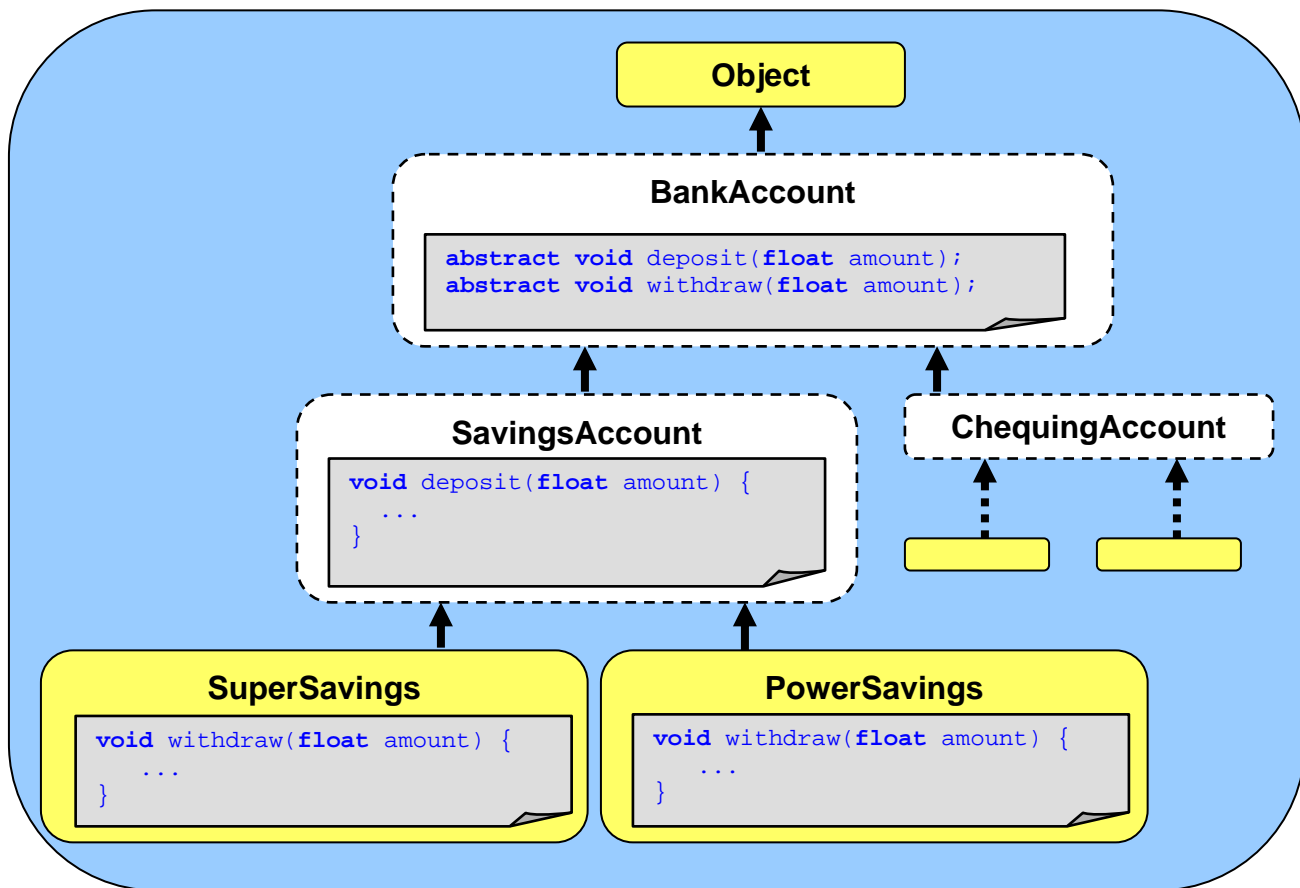 Object
BankAccount
abstract void deposit(float amount);
abstract void withdraw(float amount);
SavingsAccount
void deposit(float amount) {
...
}
ChequingAccount
SuperSavings
void withdraw(float amount) {
...
}
PowerSavings
void withdraw(float amount) {
...
}